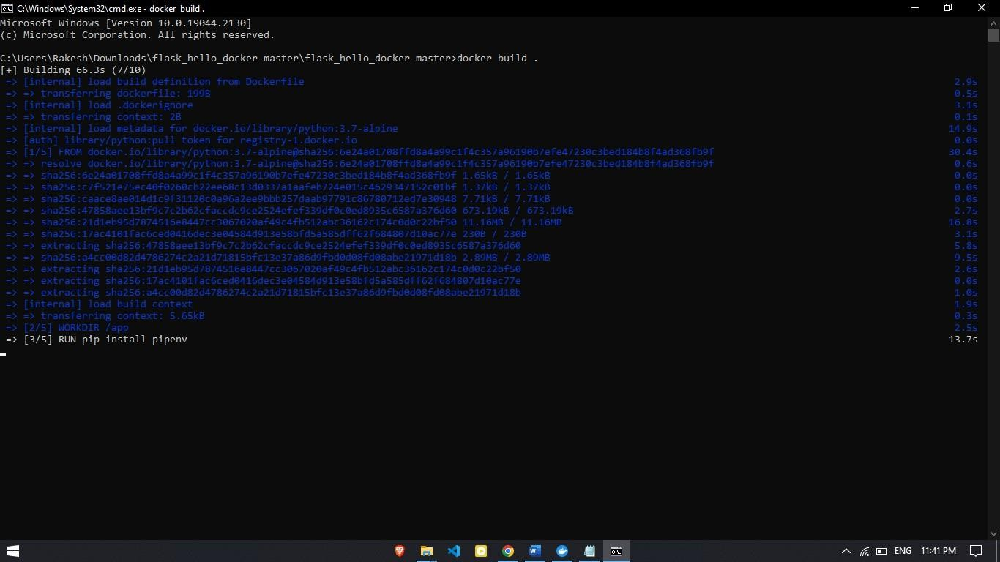 C:\Windows\System32\cmd.exe - docker build .
Microsoft Windows [Version 10.0.19044.2130]
(c) Microsoft Corporation. All rights reserved.
C:\Users\Rakesh\Downloads\flask_hello_docker-master\flask_hello_docker-master>docker build .
[+] Building 66.3s (7/10)
=> [internal] load build definition from Dockerfile 2.9s
=> => transferring dockerfile: 199B 0.5s
=> [internal] load .dockerignore 3.1s
=> => transferring context: 2B 0.1s
=> [internal] load metadata for docker.io/library/python:3.7-alpine 14.9s
=> [auth] library/python:pull token for registry-1.docker.io 0.0s
=> [1/5] FROM docker.io/library/python:3.7-alpine@sha256:6e24a01708ffd8a4a99c1f4c357a96190b7efe47230c3bed184b8f4ad368fb9f 30.4s
=> => resolve docker.io/library/python:3.7-alpine@sha256:6e24a01708ffd8a4a99c1f4c357a96190b7efe47230c3bed184b8f4ad368fb9f 0.6s
=> => sha256:6e24a01708ffd8a4a99c1f4c357a96190b7efe47230c3bed184b8f4ad368fb9f 1.65kB / 1.65kB 0.0s
=> => sha256:c7f521e75ec40f0260cb22ee68c13d0337a1aafeb724e015c4629347152c01bf 1.37kB / 1.37kB 0.0s
=> => sha256:caace8ae014d1c9f31120c0a96a2ee9bbb257daab97791c86780712ed7e30948 7.71kB / 7.71kB 0.0s
=> => sha256:47858aee13bf9c7c2b62cfaccdc9ce2524efef339df0c0ed8935c6587a376d60 673.19kB / 673.19kB 2.7s
=> => sha256:21d1eb95d7874516e8447cc3067020af49c4fb512abc36162c174c0d0c22bf50 11.16MB / 11.16MB 16.8s
=> => sha256:17ac4101fac6ced0416dec3e04584d913e58bfd5a585dff62f684807d10ac77e 230B / 230B 3.1s
=> => extracting sha256:47858aee13bf9c7c2b62cfaccdc9ce2524efef339df0c0ed8935c6587a376d60 5.8s
=> => sha256:a4cc00d82d4786274c2a21d71815bfc13e37a86d9fbd0d08fd08abe21971d18b 2.89MB / 2.89MB 9.5s
=> => extracting sha256:21d1eb95d7874516e8447cc3067020af49c4fb512abc36162c174c0d0c22bf50 2.6s
=> => extracting sha256:17ac4101fac6ced0416dec3e04584d913e58bfd5a585dff62f684807d10ac77e 0.0s
=> => extracting sha256:a4cc00d82d4786274c2a21d71815bfc13e37a86d9fbd0d08fd08abe21971d18b 1.0s
=> [internal] load build context 1.9s
=> => transferring context: 5.65kB 0.3s
=> [2/5] WORKDIR /app 2.5s
=> [3/5] RUN pip install pipenv 13.7s
ENG 11:41 PM